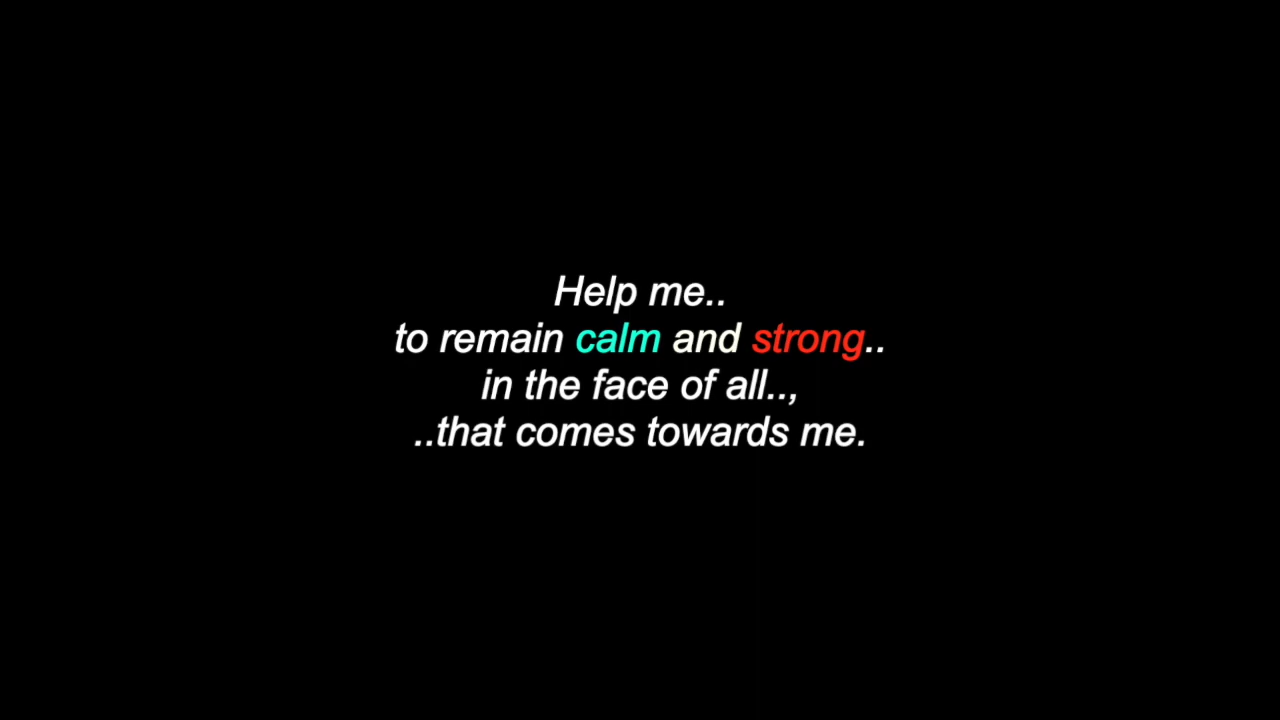 Help me..
to remain calm and strong..
in the face of all..,
..that comes towards me.